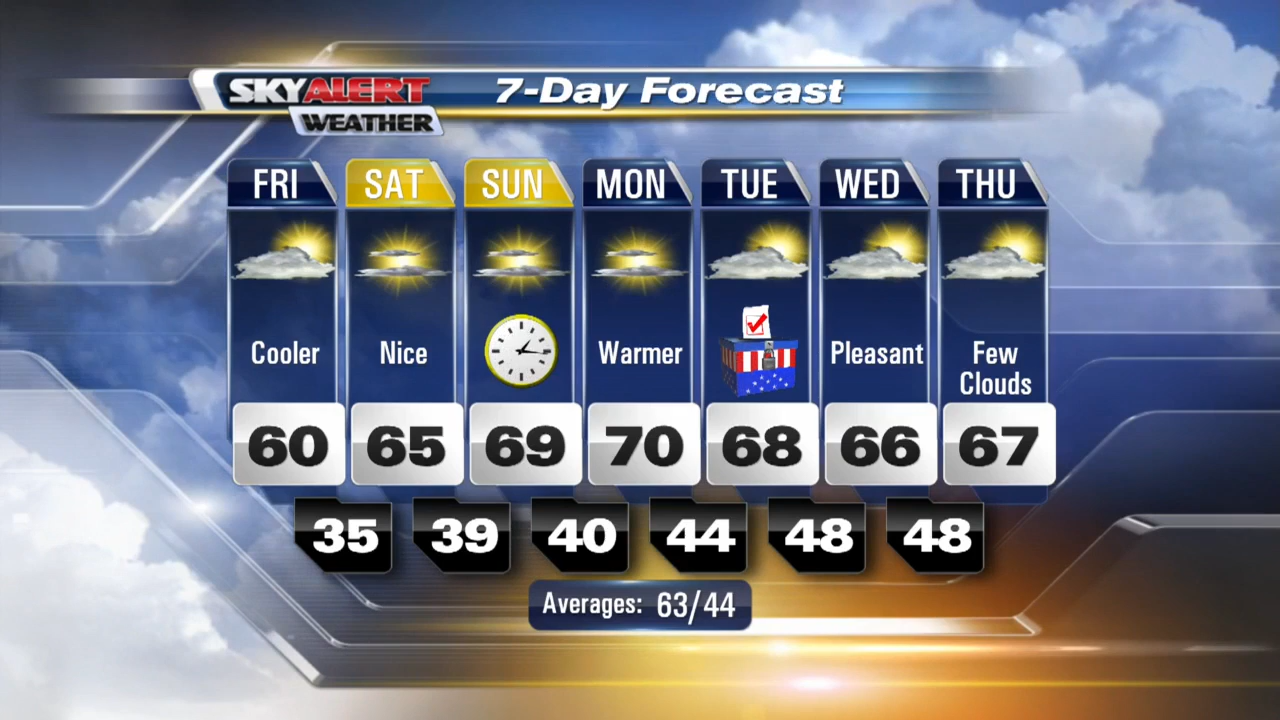 SKYALERT
WEATHER
7-Day Forecast
FRI SAT SUN MON TUE WED THU
Cooler Nice Warmer Pleasant Few
Clouds
60 65 69 70 68 66 67
35 39 40 44 48 48
Averages: 63/44